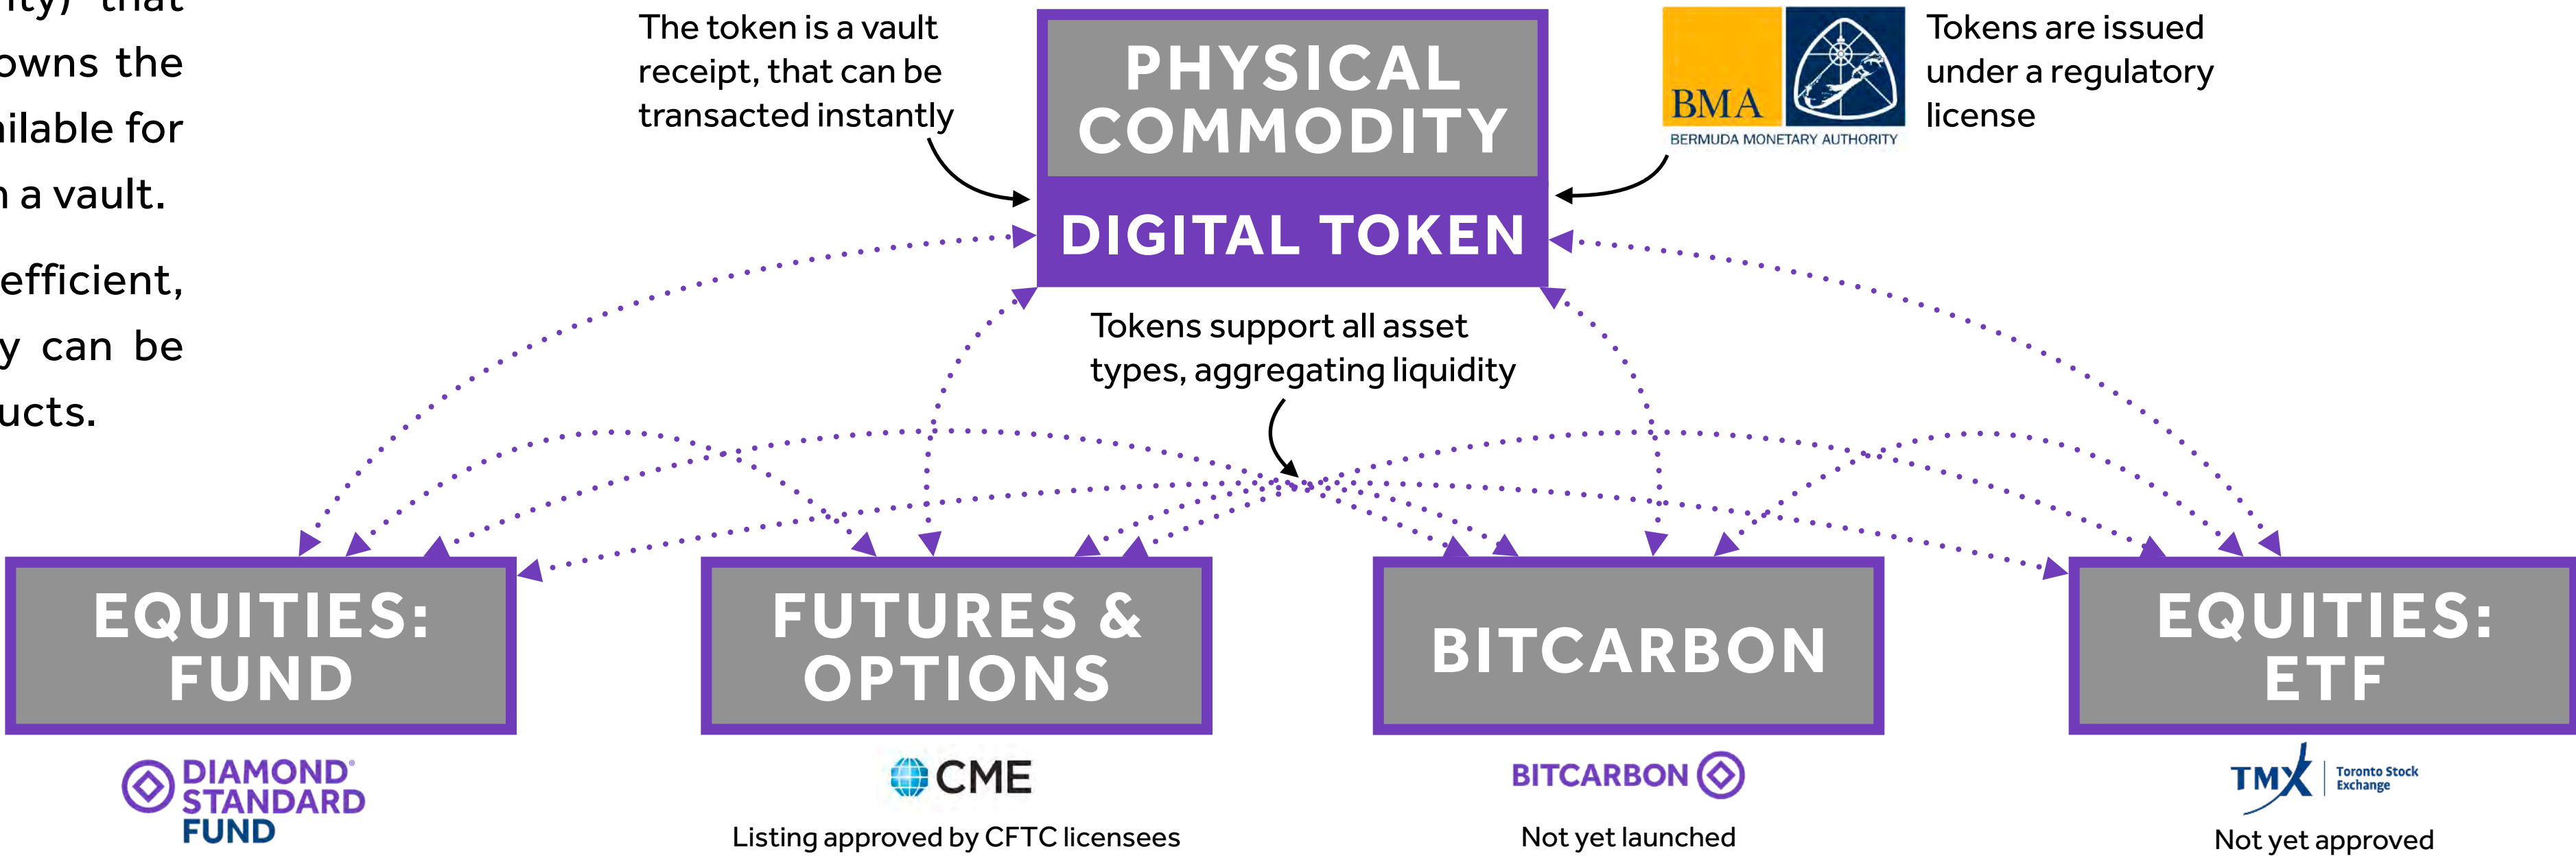 that
owns the
for
a vault.
efficient,
can be
The token is a vault
receipt, that can be
transacted instantly
PHYSICAL
COMMODITY
DIGITAL TOKEN
BMA
BERMUDA MONETARY AUTHORITY
Tokens are issued
under a regulatory
license
Tokens support all asset
types, aggregating liquidity
EQUITIES:
FUND
DIAMOND®
STANDARD
FUND
FUTURES &
OPTIONS
CME
Listing approved by CFTC licensees
BITCARBON
BITCARBON
Not yet launched
EQUITIES:
ETF
TMX
Toronto Stock
Exchange
Not yet approved